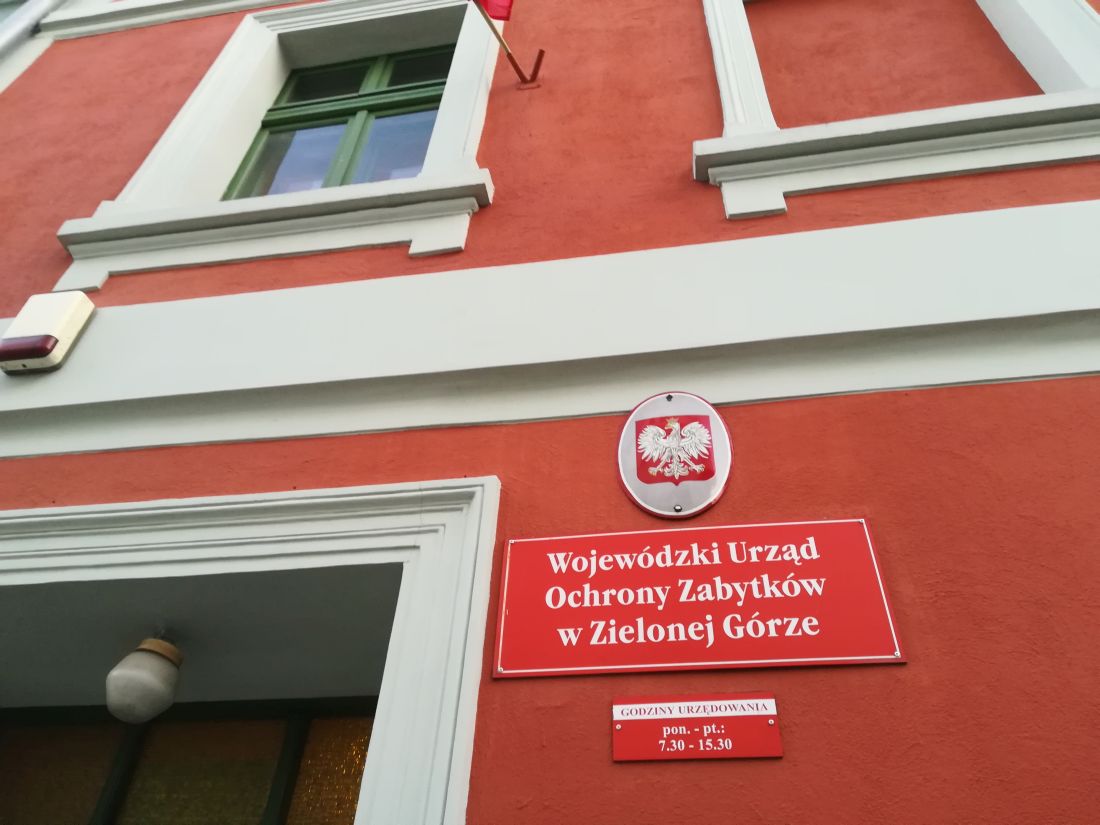 Wojewódzki Urząd
Ochrony Zabytków
w Zielonej Górze
GODZINY URZĘDOWANIA
pon. - pt.:
7.30 - 15.30